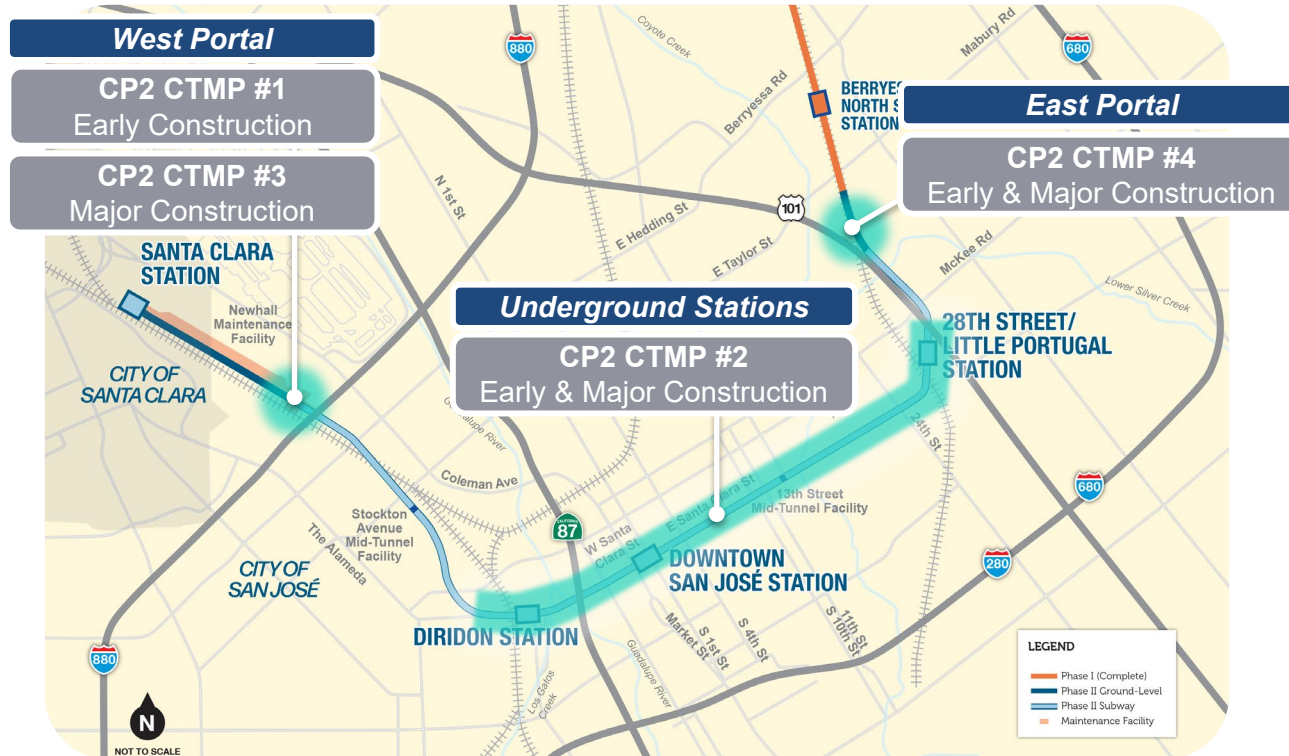 West Portal
CP2 CTMP #1
Early Construction
CP2 CTMP #3
Major Construction
East Portal
CP2 CTMP #4
Early & Major Construction
Underground Stations
CP2 CTMP #2
Early & Major Construction
880
Coyote Creek
Mabury Rd
680
Berryessa Rd
NORTH S
STATION
N 1st St
101
E Hedding St
E Taylor St
McKee Rd
Lower Silver Creek
SANTA CLARA
STATION
Newhall
Maintenance
Facility
CITY OF
SANTA CLARA
28TH STREET/
LITTLE PORTUGAL
STATION
24th St
River
Coleman Ave
Stockton
Avenue
Mid-Tunnel
Facility
The Alameda
CALIFORNIA
87
W Santa
Clara St
E Santa Clara St
13th Street
Mid-Tunnel Facility
680
280
CITY OF
SAN JOSÉ
DOWNTOWN
SAN JOSÉ STATION
DIRIDON STATION
Market St
S 1st St
S 4th St
11th St
S 10th St
Guadalupe River
Los Gatos
Creek
880
N
NOT TO SCALE
LEGEND
Phase I (Complete)
Phase II Ground-Level
Phase II Subway
Maintenance Facility